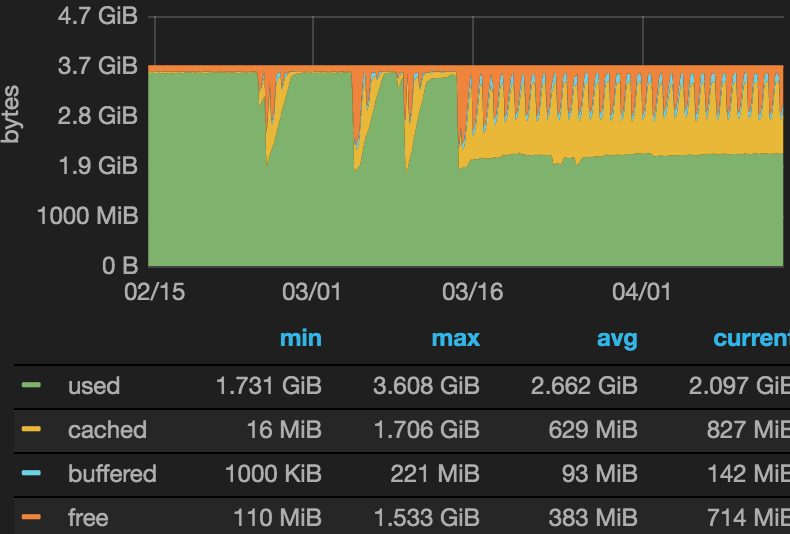 4.7 GiB
3.7 GiB
2.8 GiB
1.9 GiB
1000 MiB
0 B
bytes
02/15 03/01 03/16 04/01
min max avg current
used 1.731 GiB 3.608 GiB 2.662 GiB 2.097 GiB
cached 16 MiB 1.706 GiB 629 MiB 827 MiB
buffered 1000 KiB 221 MiB 93 MiB 142 MiB
free 110 MiB 1.533 GiB 383 MiB 714 MiB